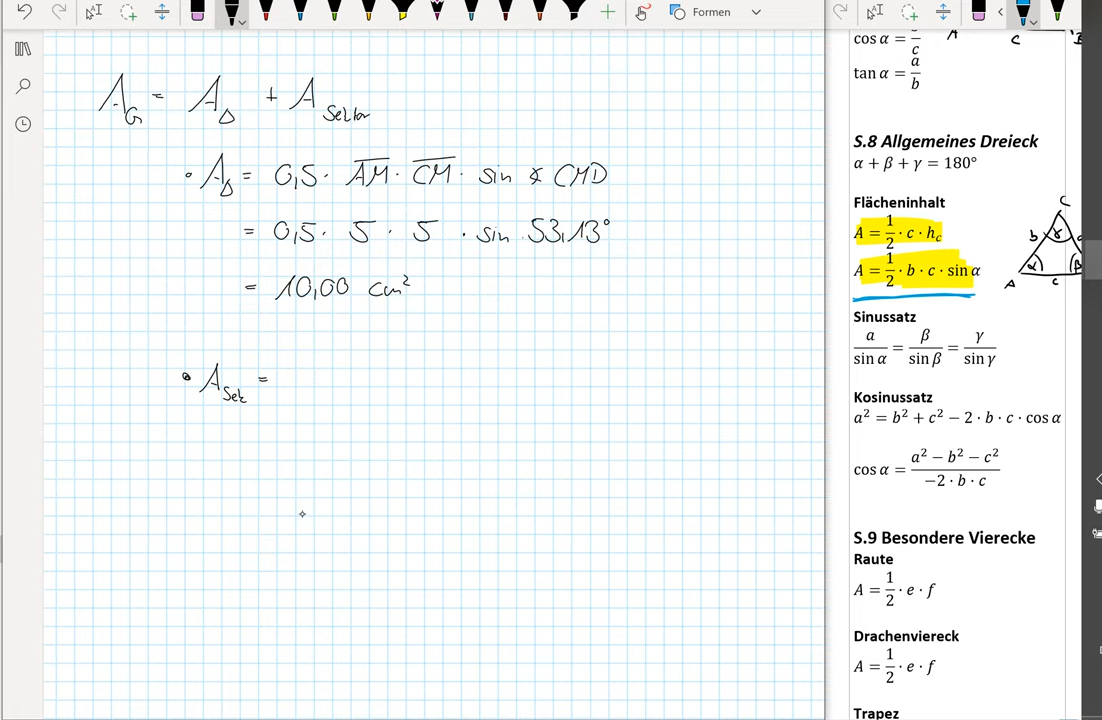 Formen
A_G = A_Δ + A_Sektor
• A_Δ = 0,5 · AM · CM · sin ∢ CMD
= 0,5 · 5 · 5 · sin 53,13°
= 10,00 cm²
• A_Sek =
cos α = b/c
tan α = a/b
A c B
S.8 Allgemeines Dreieck
α + β + γ = 180°
Flächeninhalt
A = 1/2 · c · h_c
A = 1/2 · b · c · sin α
C
b γ a
α β
A c
Sinussatz
a/sin α = β/sin β = γ/sin γ
Kosinussatz
a² = b² + c² − 2 · b · c · cos α
cos α = (a² − b² − c²)/(−2 · b · c)
S.9 Besondere Vierecke
Raute
A = 1/2 · e · f
Drachenviereck
A = 1/2 · e · f
Trapez